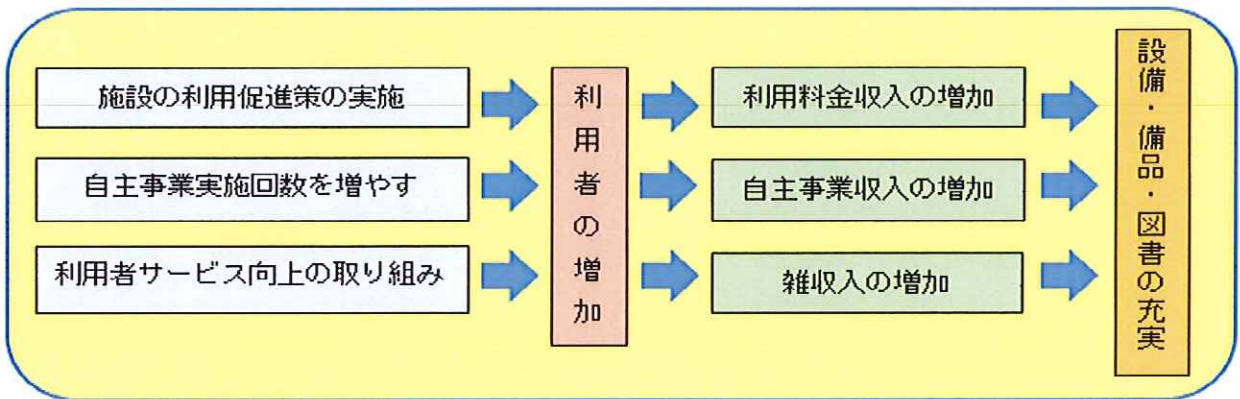 施設の利用促進策の実施
自主事業実施回数を増やす
利用者サービス向上の取り組み
利用者の増加
利用料金収入の増加
自主事業収入の増加
雑収入の増加
設備・備品・図書の充実